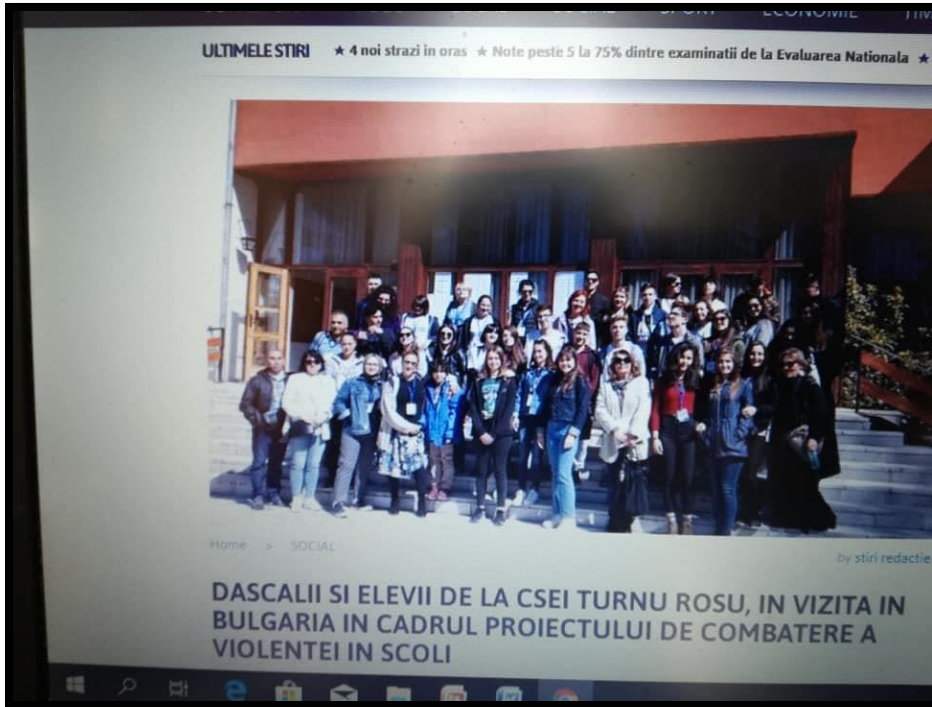 ECONOMIE
ULTIMELE STIRI ★ 4 noi strazi in oras ★ Note peste 5 la 75% dintre examinatii de la Evaluarea Nationala ★
Home > SOCIAL
by stiri redactie
DASCALII SI ELEVII DE LA CSEI TURNU ROSU, IN VIZITA IN
BULGARIA IN CADRUL PROIECTULUI DE COMBATERE A
VIOLENTEI IN SCOLI